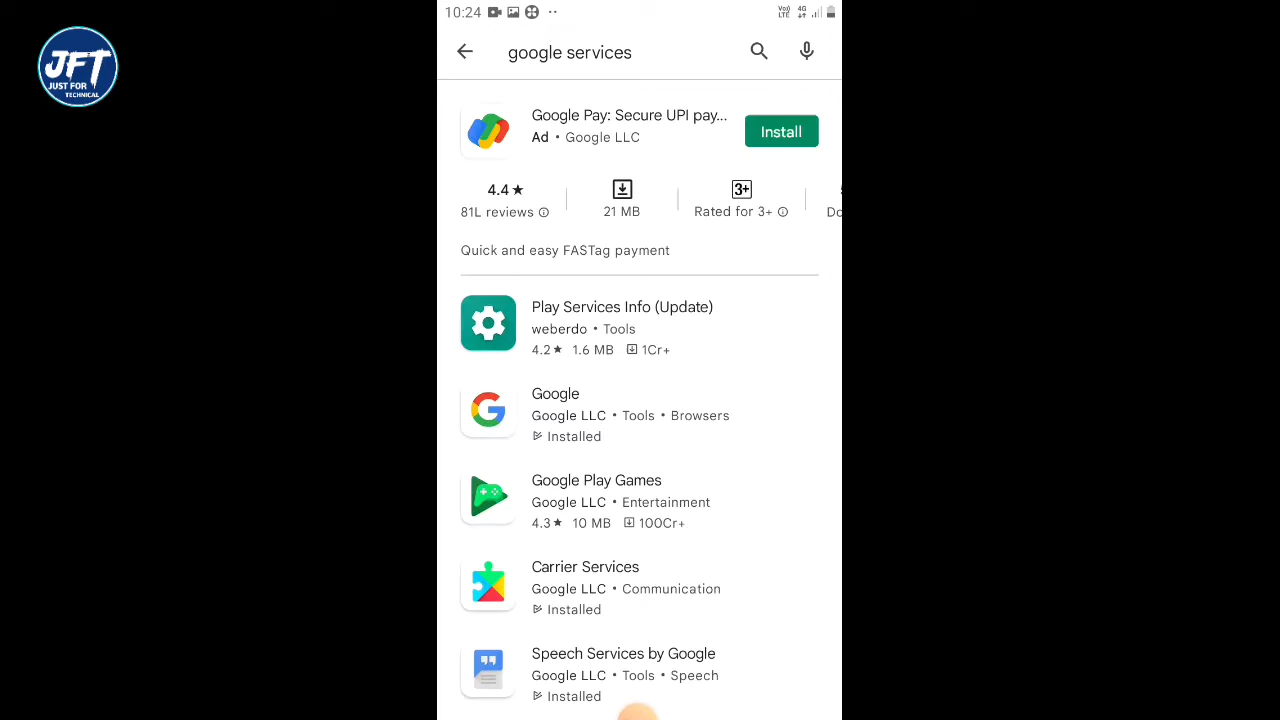 JFT
JUST FOR
TECHNICAL
10:24
Vo))
LTE
4G
google services
Google Pay: Secure UPI pay...
Ad • Google LLC
Install
4.4★
81L reviews
21 MB
3+
Rated for 3+
Quick and easy FASTag payment
Play Services Info (Update)
weberdo • Tools
4.2★ 1.6 MB 1Cr+
G
Google
Google LLC • Tools • Browsers
Installed
Google Play Games
Google LLC • Entertainment
4.3★ 10 MB 100Cr+
Carrier Services
Google LLC • Communication
Installed
Speech Services by Google
Google LLC • Tools • Speech
Installed